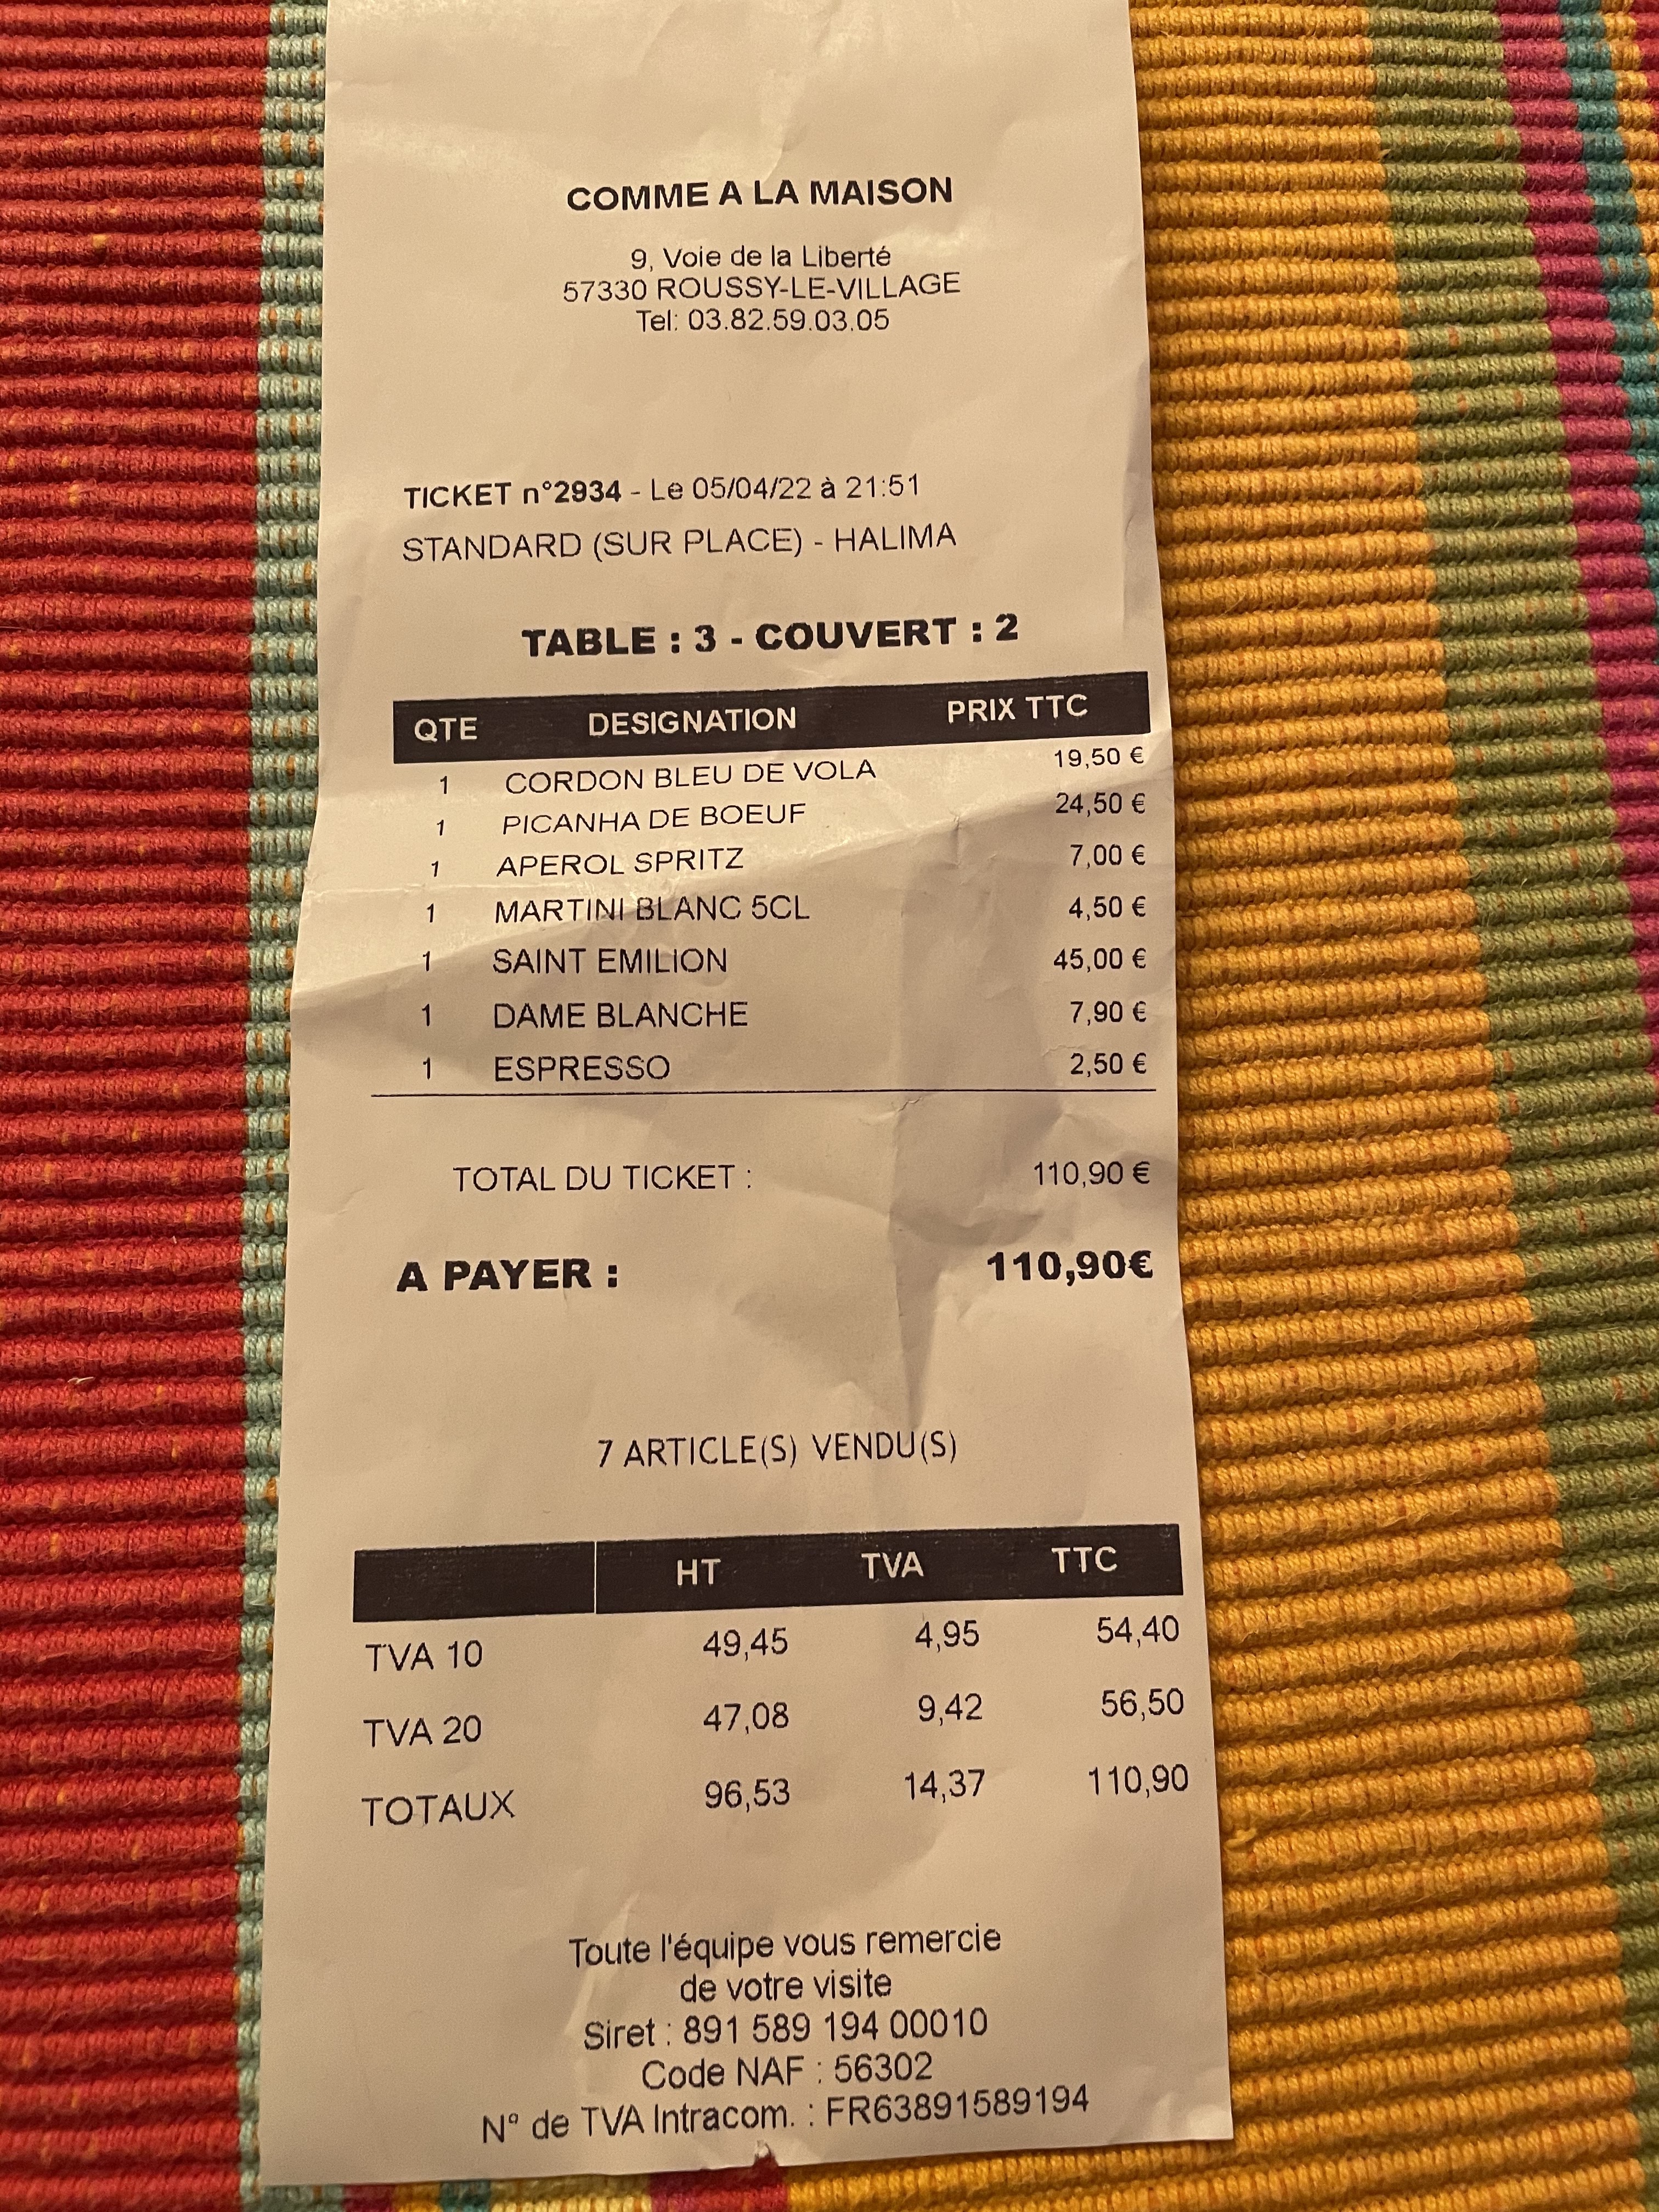 COMME A LA MAISON
9, Voie de la Liberté
57330 ROUSSY-LE-VILLAGE
Tel: 03.82.59.03.05
TICKET n°2934 - Le 05/04/22 à 21:51
STANDARD (SUR PLACE) - HALIMA
TABLE : 3 - COUVERT : 2
QTE DESIGNATION PRIX TTC
1 CORDON BLEU DE VOLA 19,50 €
1 PICANHA DE BOEUF 24,50 €
1 APEROL SPRITZ 7,00 €
1 MARTINI BLANC 5CL 4,50 €
1 SAINT EMILION 45,00 €
1 DAME BLANCHE 7,90 €
1 ESPRESSO 2,50 €
TOTAL DU TICKET : 110,90 €
A PAYER : 110,90€
7 ARTICLE(S) VENDU(S)
HT TVA TTC
TVA 10 49,45 4,95 54,40
TVA 20 47,08 9,42 56,50
TOTAUX 96,53 14,37 110,90
Toute l'équipe vous remercie
de votre visite
Siret : 891 589 194 00010
Code NAF : 56302
N° de TVA Intracom. : FR63891589194